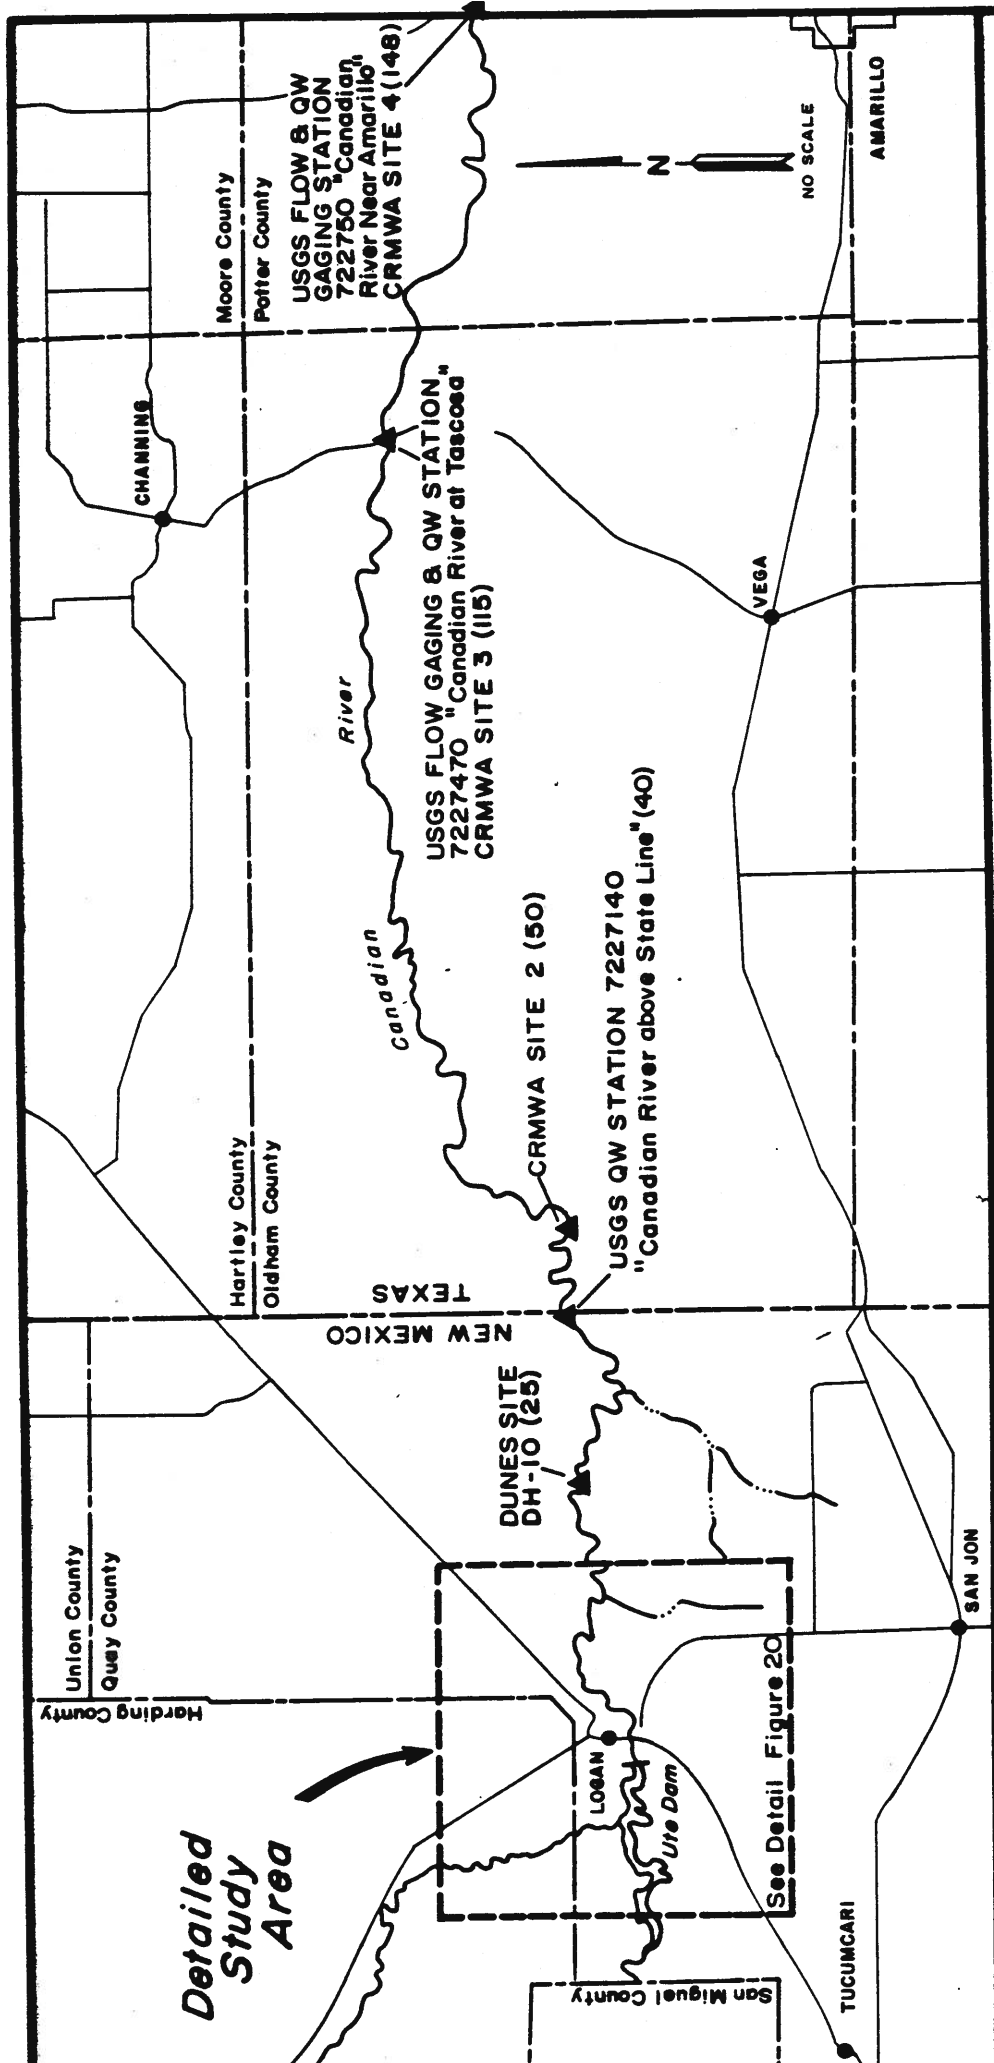 Detailed
Study
Area
Union County
Quay County
Harding County
San Miguel County
LOGAN
Ute Dam
See Detail Figure 20
TUCUMCARI
SAN JON
DUNES SITE
DH-10 (25)
NEW MEXICO
TEXAS
Hartley County
Oldham County
CRMWA SITE 2 (50)
USGS QW STATION 7227140
"Canadian River above State Line" (40)
Canadian
River
USGS FLOW GAGING & QW STATION
7227470 "Canadian River at Tascosa"
CRMWA SITE 3 (115)
CHANNING
VEGA
Moore County
Potter County
USGS FLOW & QW
GAGING STATION
722750 "Canadian
River Near Amarillo"
CRMWA SITE 4 (148)
N
NO SCALE
AMARILLO